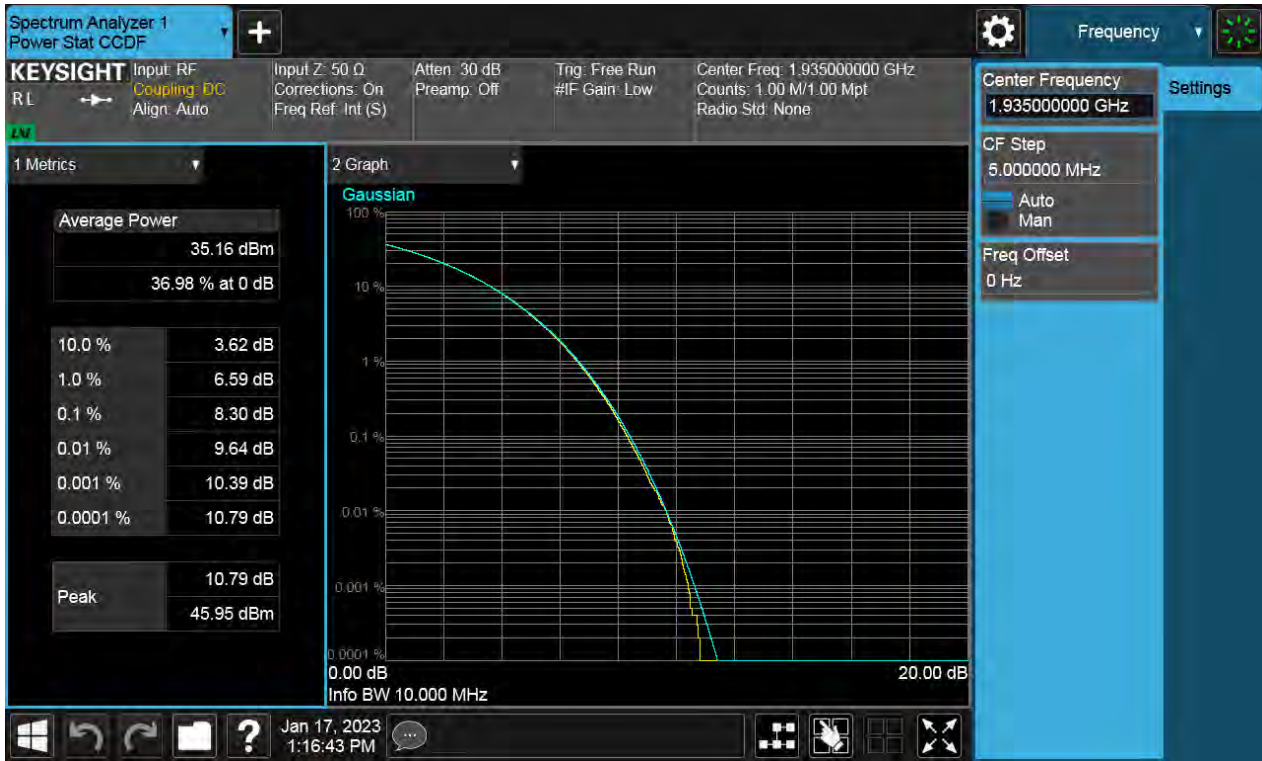 Spectrum Analyzer 1
Power Stat CCDF
Frequency
KEYSIGHT
RL
Input: RF
Coupling: DC
Align: Auto
Input Z: 50 Ω
Corrections: On
Freq Ref: Int (S)
Atten: 30 dB
Preamp: Off
Trig: Free Run
#IF Gain: Low
Center Freq: 1.935000000 GHz
Counts: 1.00 M/1.00 Mpt
Radio Std: None
1 Metrics
Average Power
35.16 dBm
36.98 % at 0 dB
10.0 % 3.62 dB
1.0 % 6.59 dB
0.1 % 8.30 dB
0.01 % 9.64 dB
0.001 % 10.39 dB
0.0001 % 10.79 dB
Peak
10.79 dB
45.95 dBm
2 Graph
Gaussian
100 %
10 %
1 %
0.1 %
0.01 %
0.001 %
0.0001 %
0.00 dB 20.00 dB
Info BW 10.000 MHz
Center Frequency
1.935000000 GHz
Settings
CF Step
5.000000 MHz
Auto
Man
Freq Offset
0 Hz
?
Jan 17, 2023
1:16:43 PM